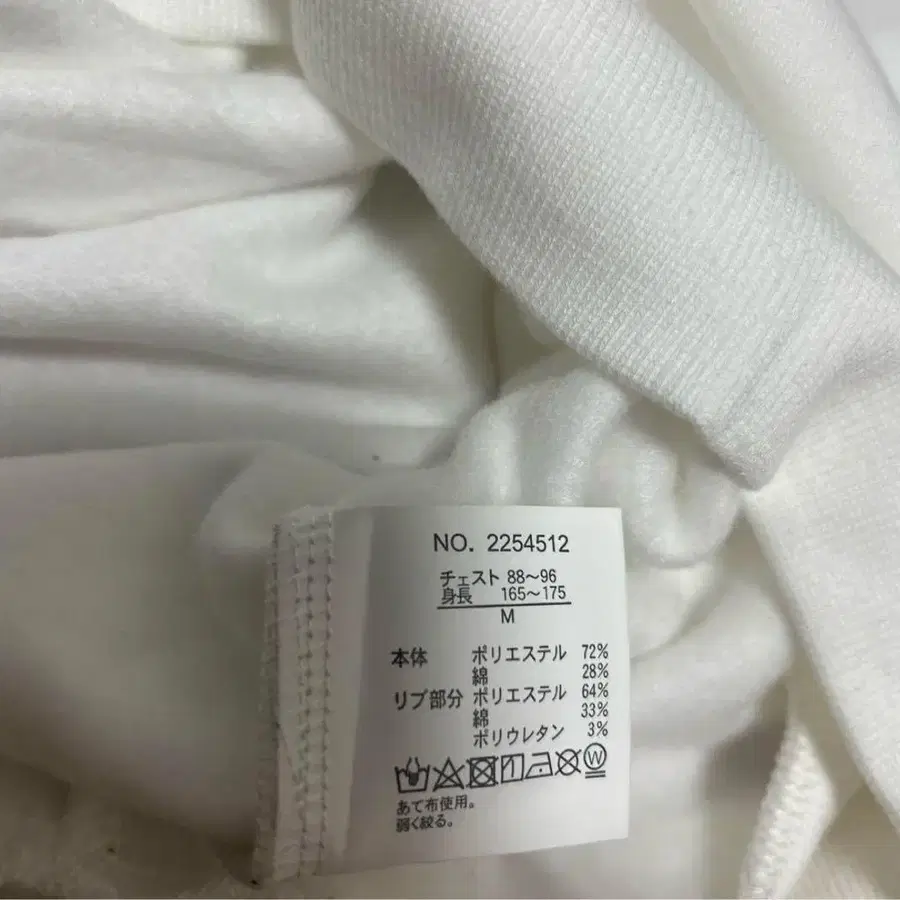 NO. 2254512
チェスト 88～96
身長 165～175
M
本体 ポリエステル 72%
綿 28%
リブ部分 ポリエステル 64%
綿 33%
ポリウレタン 3%
W
あて布使用。
弱く絞る。